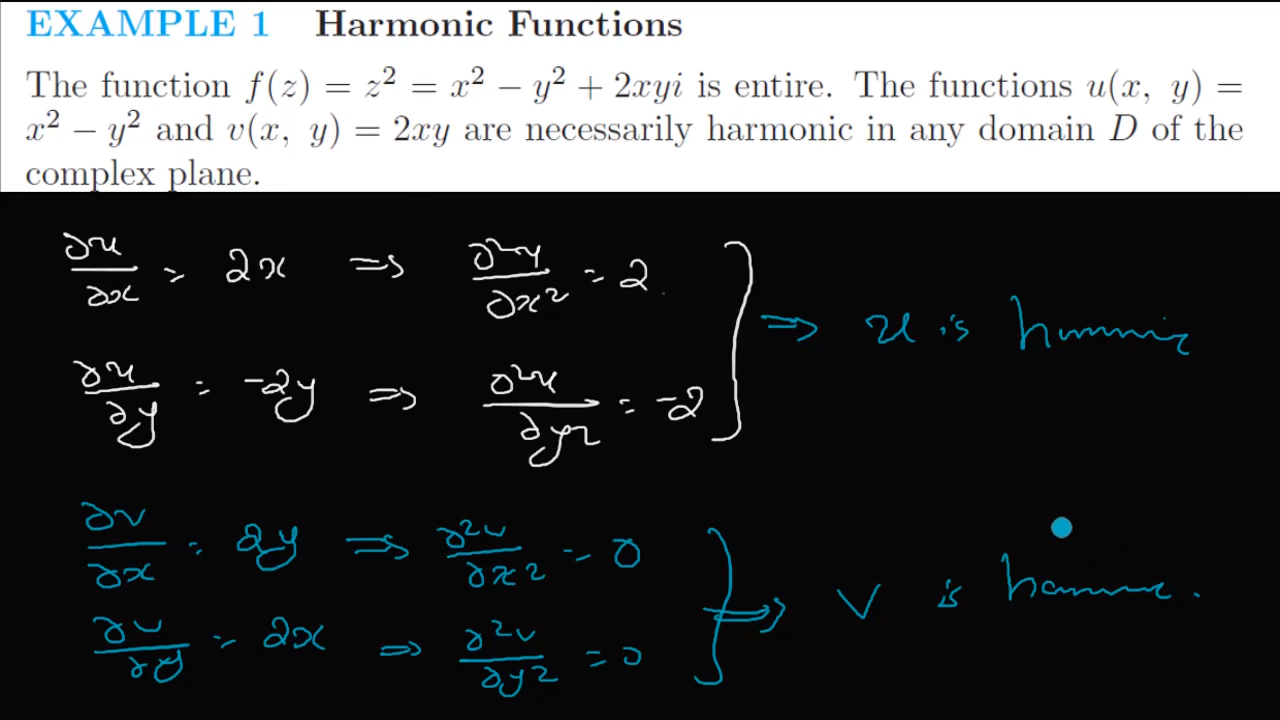 EXAMPLE 1 Harmonic Functions
The function f(z) = z² = x² − y² + 2xyi is entire. The functions u(x, y) =
x² − y² and v(x, y) = 2xy are necessarily harmonic in any domain D of the
complex plane.
∂u/∂x = 2x ⇒ ∂²u/∂x² = 2
∂u/∂y = -2y ⇒ ∂²u/∂y² = -2
⇒ u is harmonic
∂v/∂x = 2y ⇒ ∂²v/∂x² = 0
∂v/∂y = 2x ⇒ ∂²v/∂y² = 0
⇒ v is harmonic.